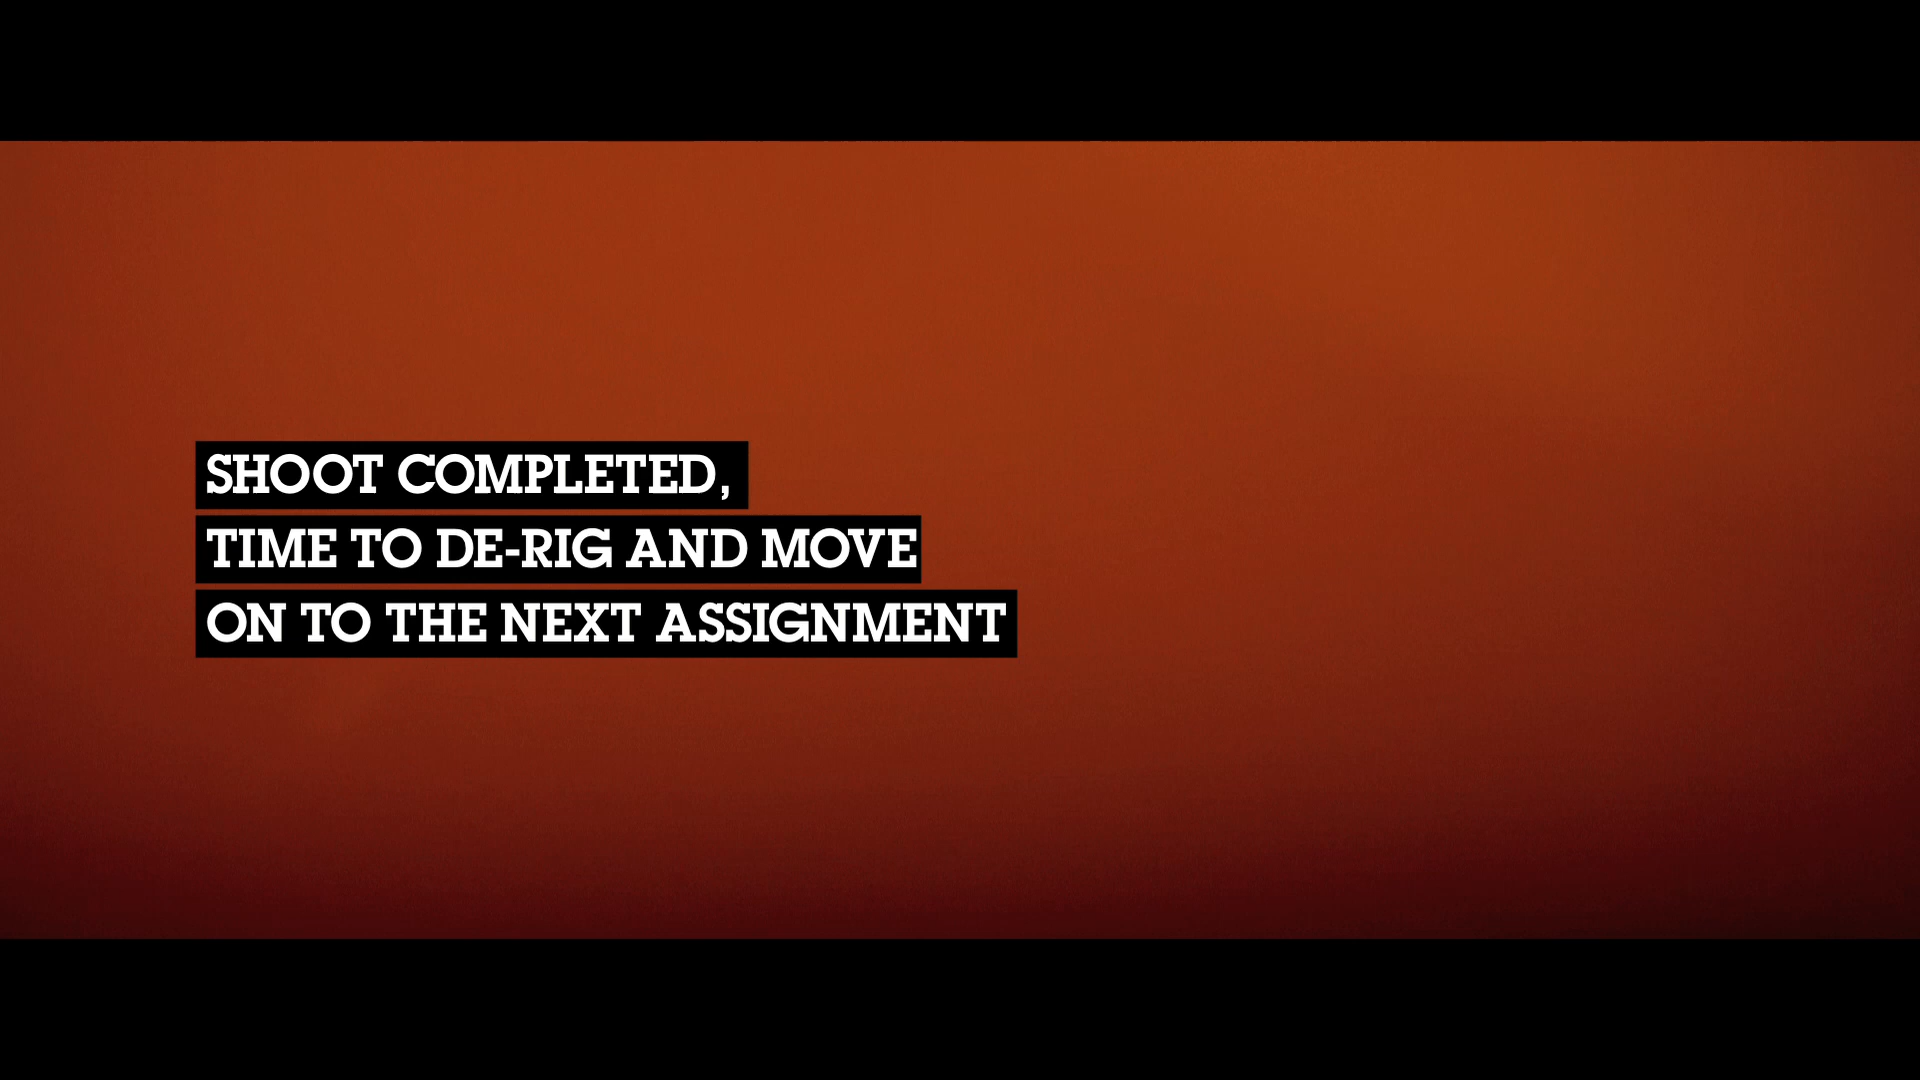 SHOOT COMPLETED,
TIME TO DE-RIG AND MOVE
ON TO THE NEXT ASSIGNMENT